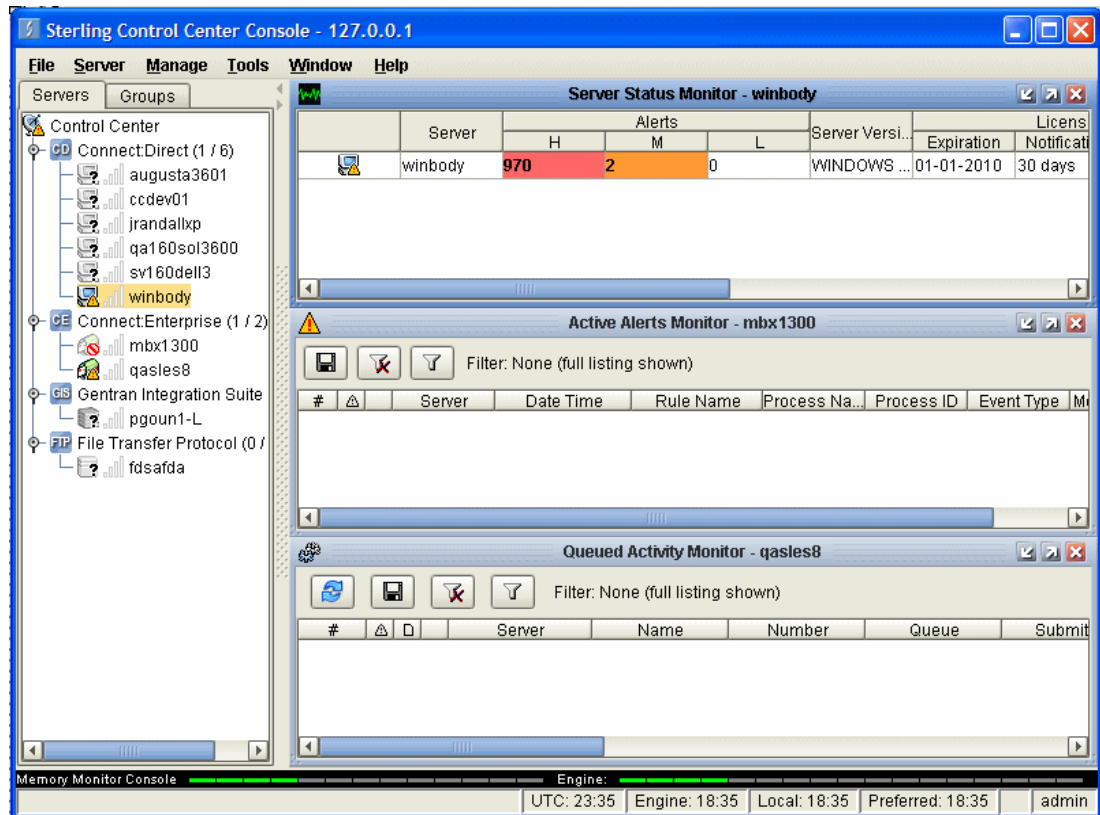 Sterling Control Center Console - 127.0.0.1
File Server Manage Tools Window Help
Servers Groups
Control Center
CD Connect:Direct (1 / 6)
augusta3601
ccdev01
jrandallxp
qa160sol3600
sv160dell3
winbody
CE Connect:Enterprise (1 / 2)
mbx1300
qasles8
GIS Gentran Integration Suite
pgoun1-L
FTP File Transfer Protocol (0 /
fdsafda
Server Status Monitor - winbody
Server Alerts Server Versi... Licens
H M L Expiration Notificati
winbody 970 2 0 WINDOWS ... 01-01-2010 30 days
Active Alerts Monitor - mbx1300
Filter: None (full listing shown)
# Server Date Time Rule Name Process Na... Process ID Event Type Me
Queued Activity Monitor - qasles8
Filter: None (full listing shown)
# D Server Name Number Queue Submit
Memory Monitor Console Engine:
UTC: 23:35 Engine: 18:35 Local: 18:35 Preferred: 18:35 admin